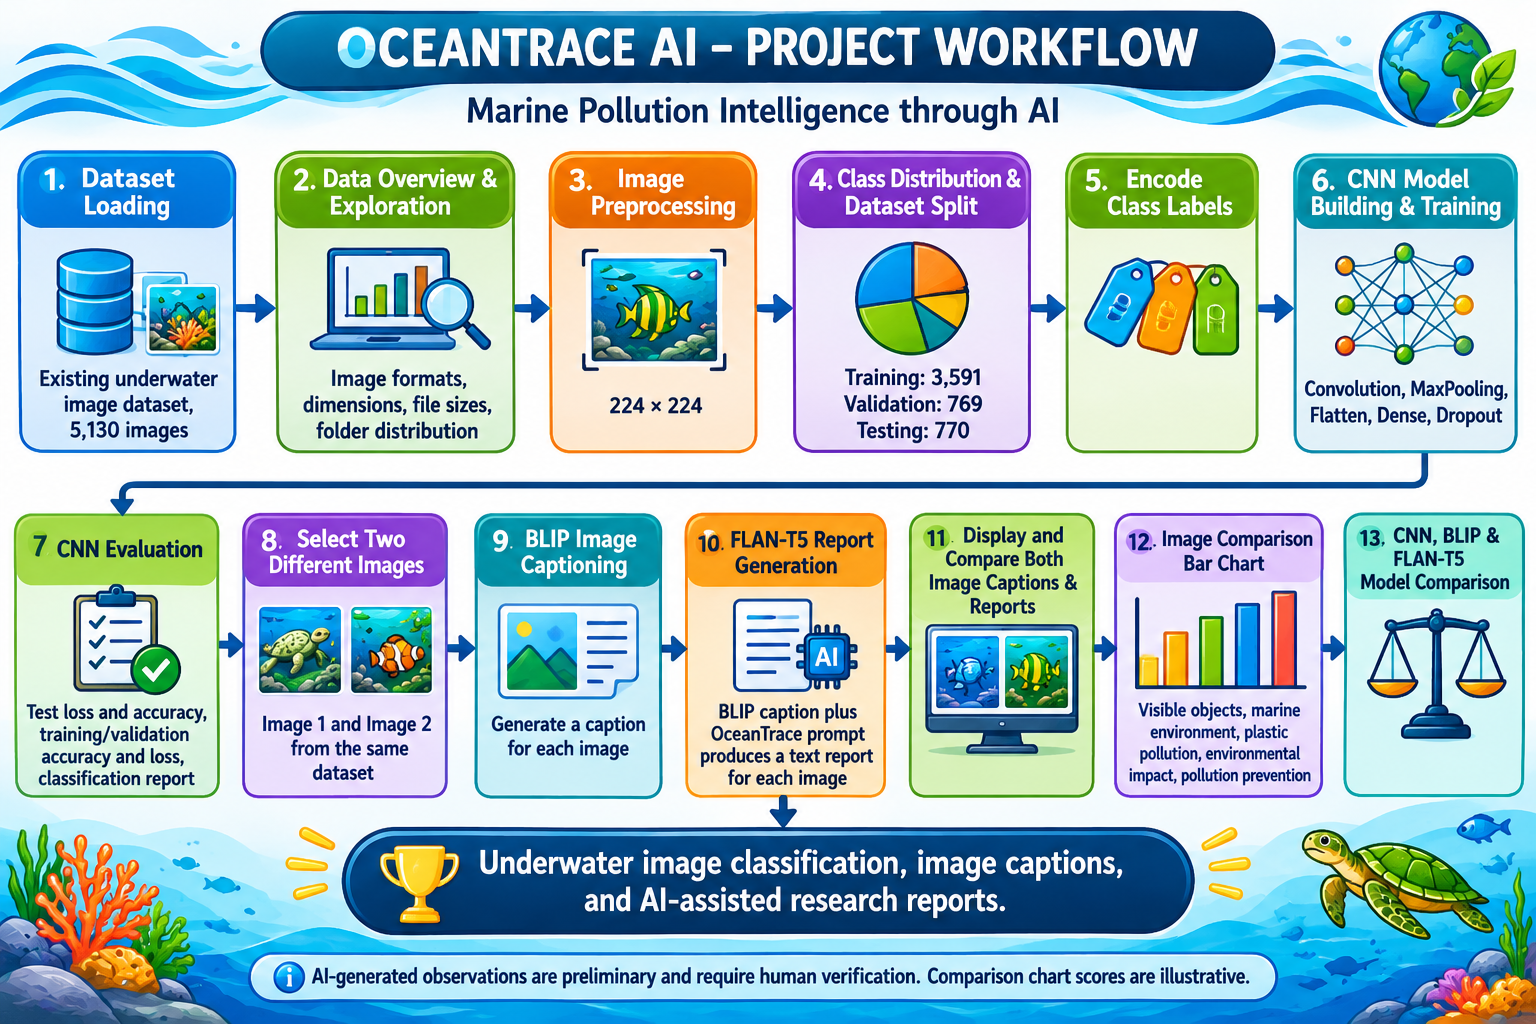 OCEANTRACE AI – PROJECT WORKFLOW
Marine Pollution Intelligence through AI
1. Dataset
Loading
Existing underwater
image dataset,
5,130 images
2. Data Overview &
Exploration
Image formats,
dimensions, file sizes,
folder distribution
3. Image
Preprocessing
224 × 224
4. Class Distribution &
Dataset Split
Training: 3,591
Validation: 769
Testing: 770
5. Encode
Class Labels
6. CNN Model
Building & Training
Convolution, MaxPooling,
Flatten, Dense, Dropout
7 CNN Evaluation
Test loss and accuracy,
training/validation
accuracy and loss,
classification report
8. Select Two
Different Images
Image 1 and Image 2
from the same
dataset
9. BLIP Image
Captioning
Generate a caption
for each image
10. FLAN-T5 Report
Generation
AI
BLIP caption plus
OceanTrace prompt
produces a text report
for each image
11. Display and
Compare Both
Image Captions &
Reports
12. Image Comparison
Bar Chart
Visible objects, marine
environment, plastic
pollution, environmental
impact, pollution prevention
13. CNN, BLIP &
FLAN-T5
Model Comparison
Underwater image classification, image captions,
and AI-assisted research reports.
i AI-generated observations are preliminary and require human verification. Comparison chart scores are illustrative.